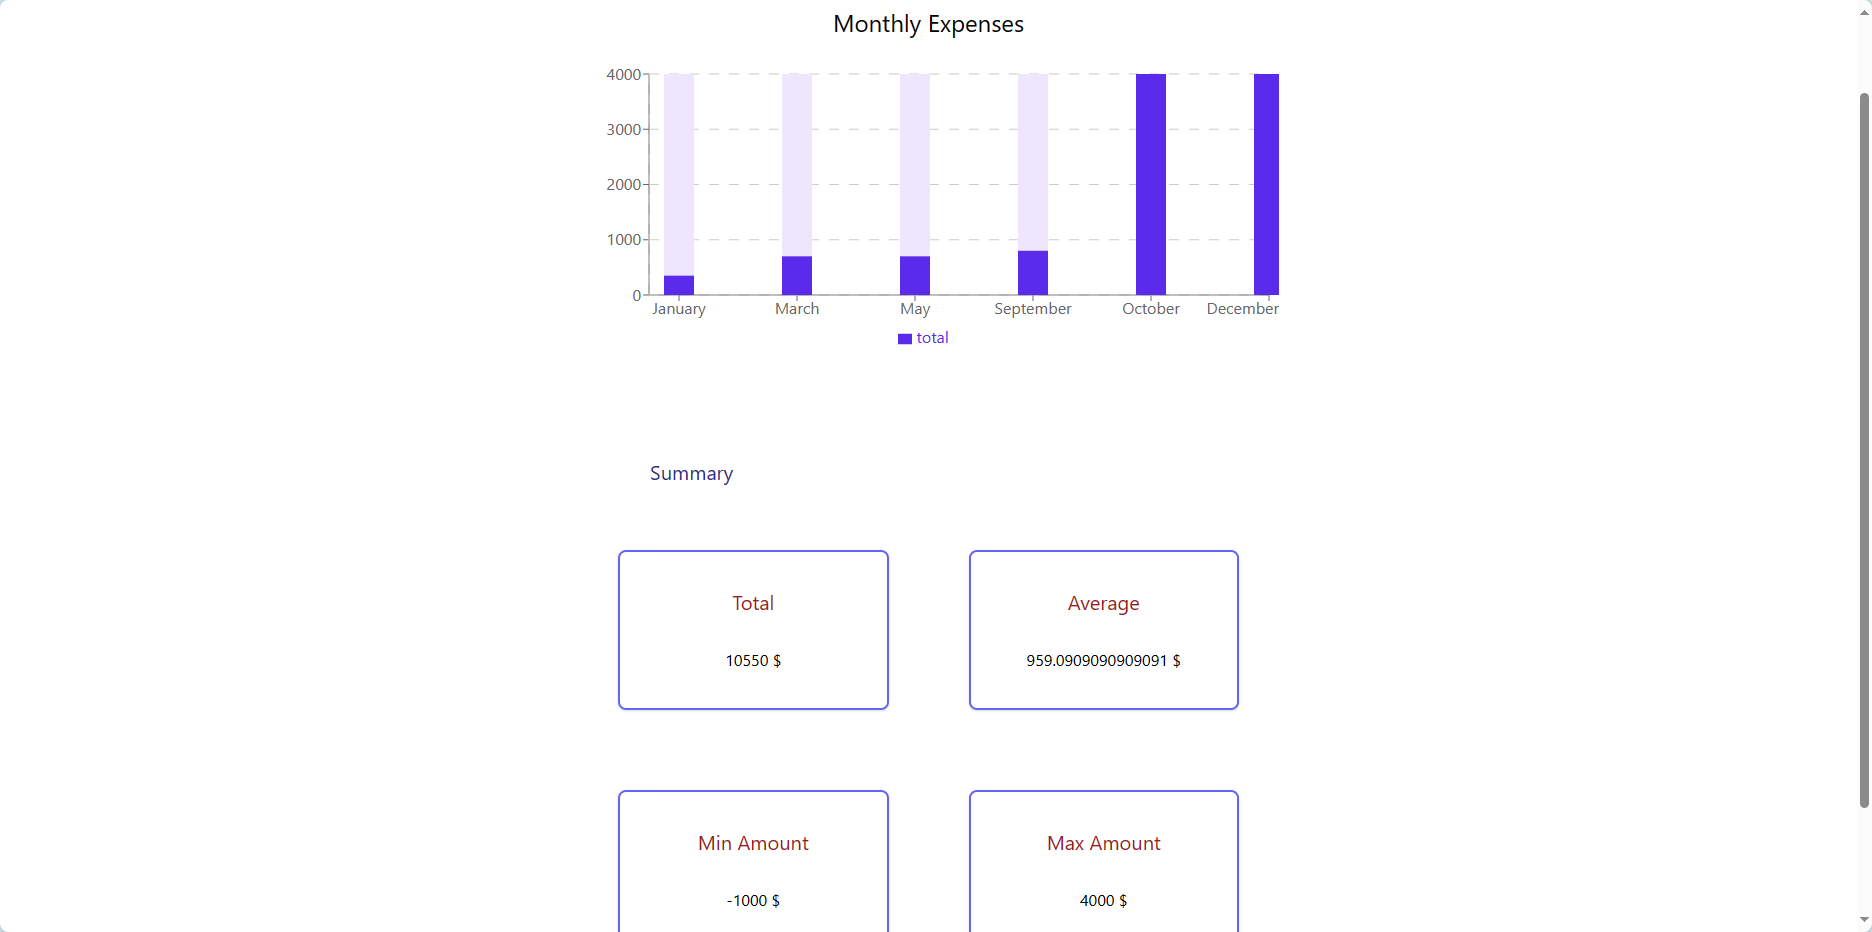 Monthly Expenses
4000
3000
2000
1000
0
January March May September October December
total
Summary
Total
10550 $
Average
959.0909090909091 $
Min Amount
-1000 $
Max Amount
4000 $